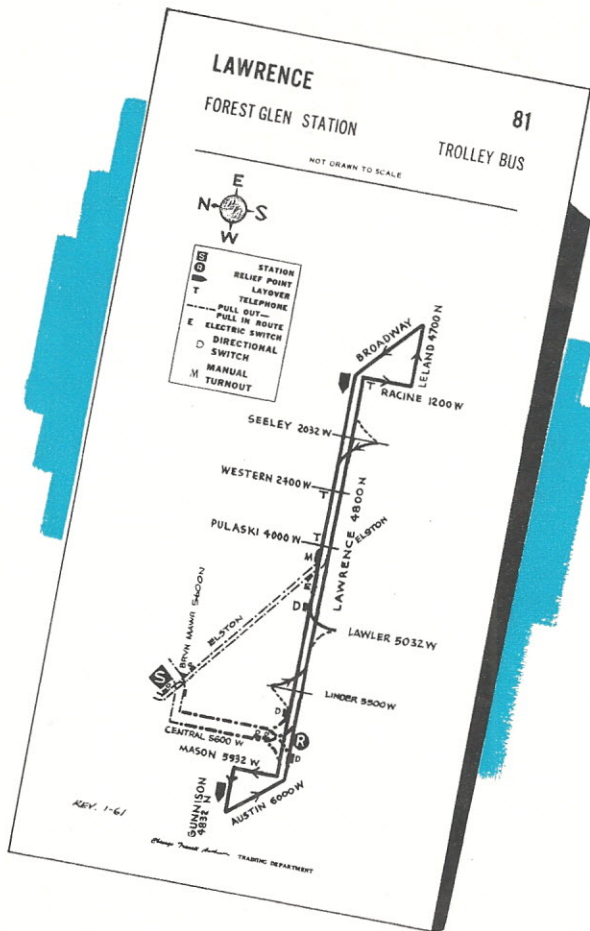 LAWRENCE 81
FOREST GLEN STATION TROLLEY BUS
NOT DRAWN TO SCALE
E
N S
W
S STATION
R RELIEF POINT
LAYOVER
T TELEPHONE
PULL OUT—
PULL IN ROUTE
E ELECTRIC SWITCH
D DIRECTIONAL
SWITCH
M MANUAL
TURNOUT
BROADWAY
LELAND 4700 N
T
RACINE 1200 W
SEELEY 2032 W
WESTERN 2400 W
T
LAWRENCE 4800 N
PULASKI 4000 W
T
ELSTON
M
E
D
ELSTON
LAWLER 5032 W
BRYN MAWR 5600 N
S
LINDER 5500 W
D
CENTRAL 5600 W
R
D
MASON 5932 W
GUNNISON
4832 N
AUSTIN 6000 W
REV. 1-61
Chicago Transit Authority TRAINING DEPARTMENT